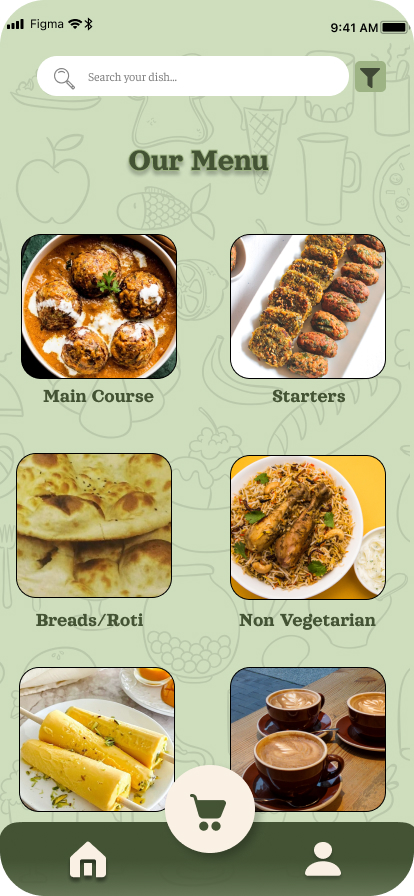 Figma
9:41 AM
Search your dish...
Our Menu
Main Course
Starters
Breads/Roti
Non Vegetarian